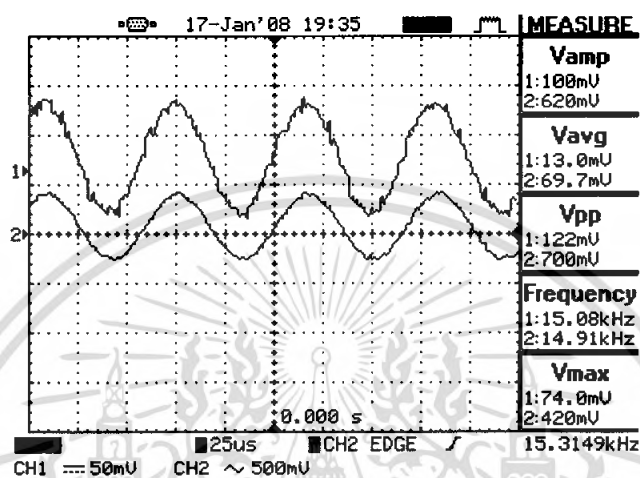 17-Jan'08 19:35 MEASURE
Vamp
1:100mV
2:620mV
Vavg
1:13.0mV
2:69.7mV
Vpp
1:122mV
2:700mV
Frequency
1:15.08kHz
2:14.91kHz
Vmax
1:74.0mV
2:420mV
1
2
0.000 s
25us CH2 EDGE 15.3149kHz
CH1 50mV CH2 500mV